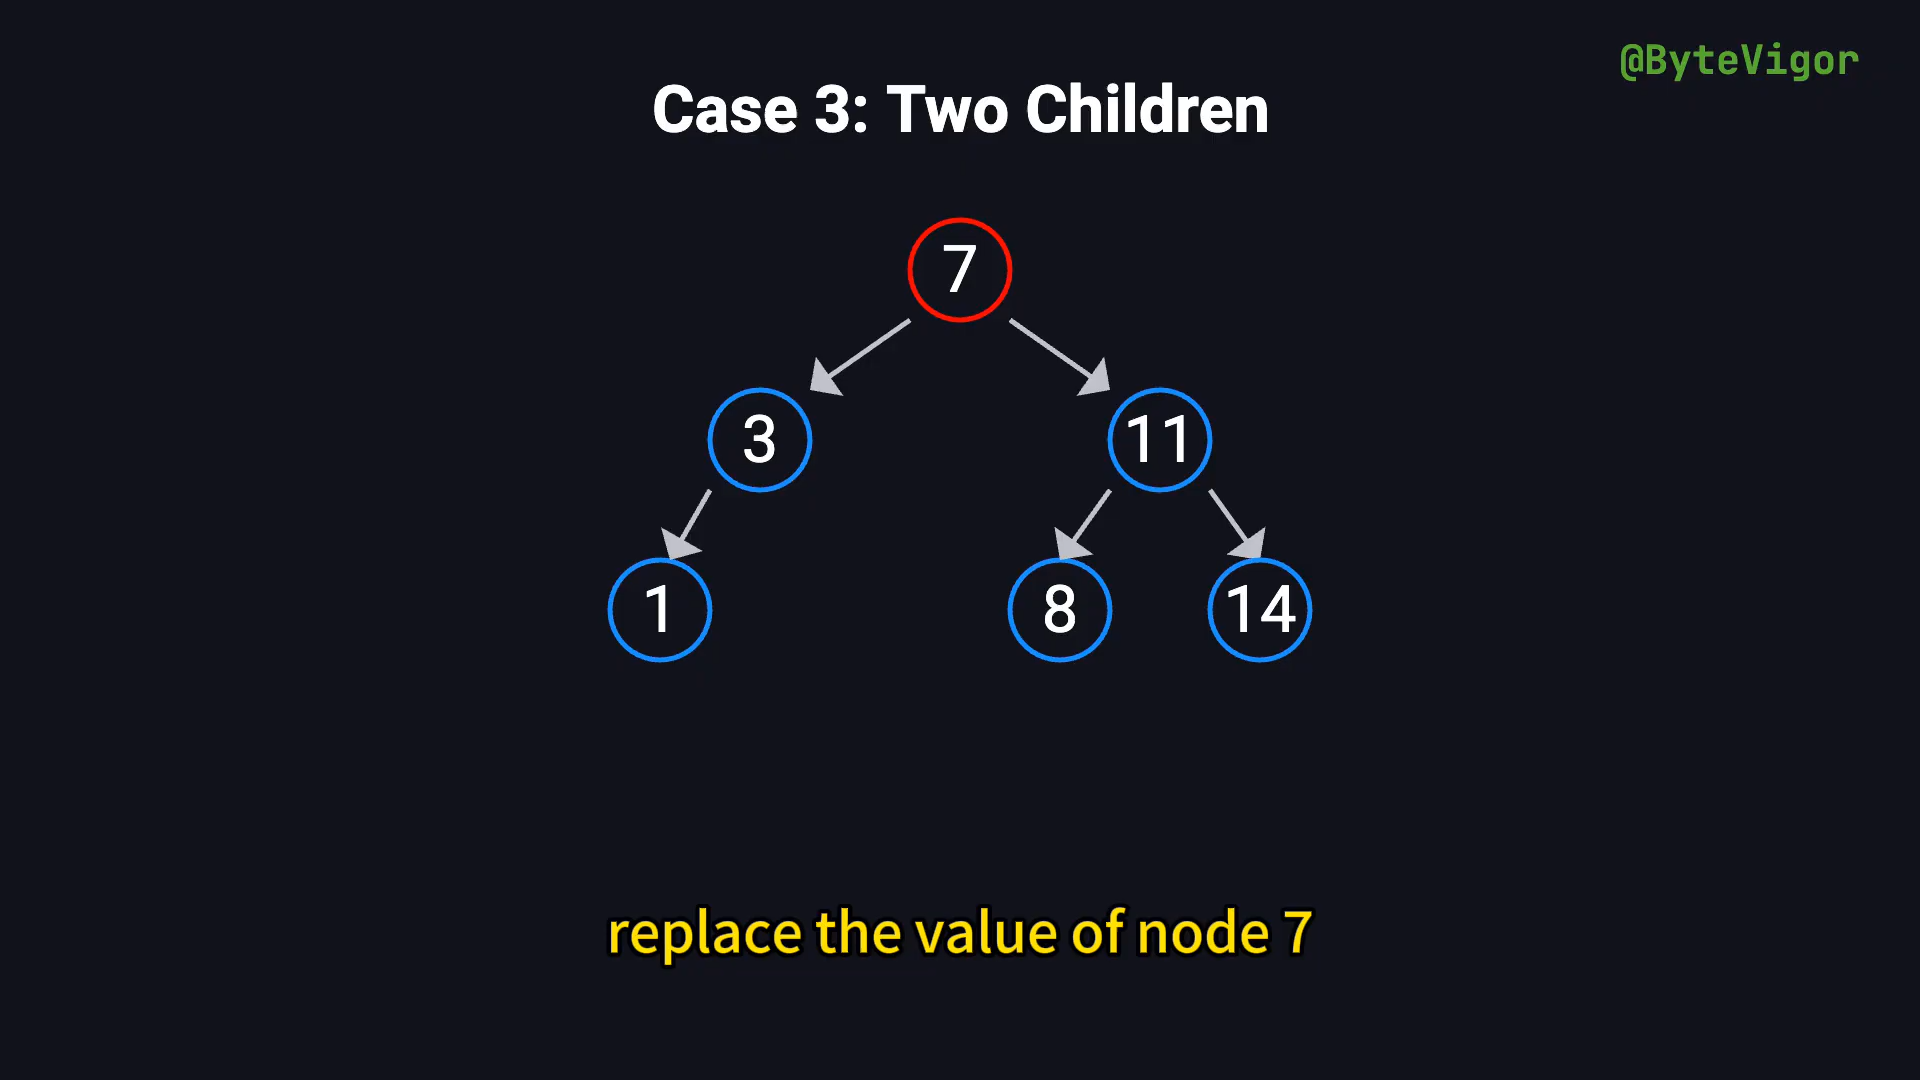 @ByteVigor
Case 3: Two Children
7
3
11
1
8
14
replace the value of node 7